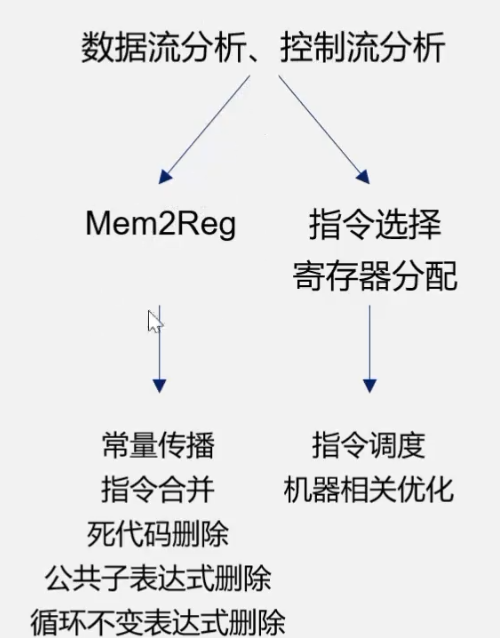 数据流分析、控制流分析
Mem2Reg
指令选择
寄存器分配
常量传播
指令合并
死代码删除
公共子表达式删除
循环不变表达式删除
指令调度
机器相关优化